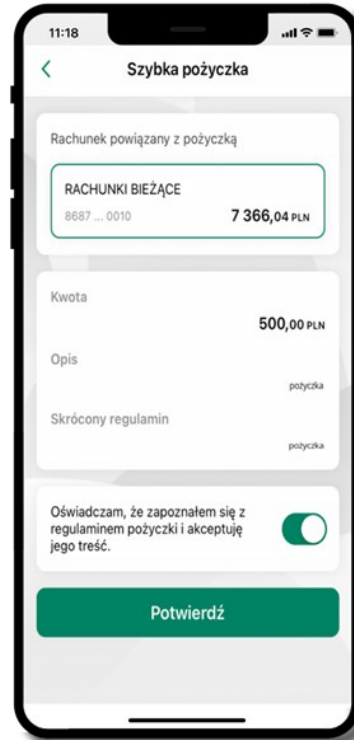 11:18
Szybka pożyczka
Rachunek powiązany z pożyczką
RACHUNKI BIEŻĄCE
8687 ... 0010 7 366,04 PLN
Kwota
500,00 PLN
Opis
pożyczka
Skrócony regulamin
pożyczka
Oświadczam, że zapoznałem się z
regulaminem pożyczki i akceptuję
jego treść.
Potwierdź